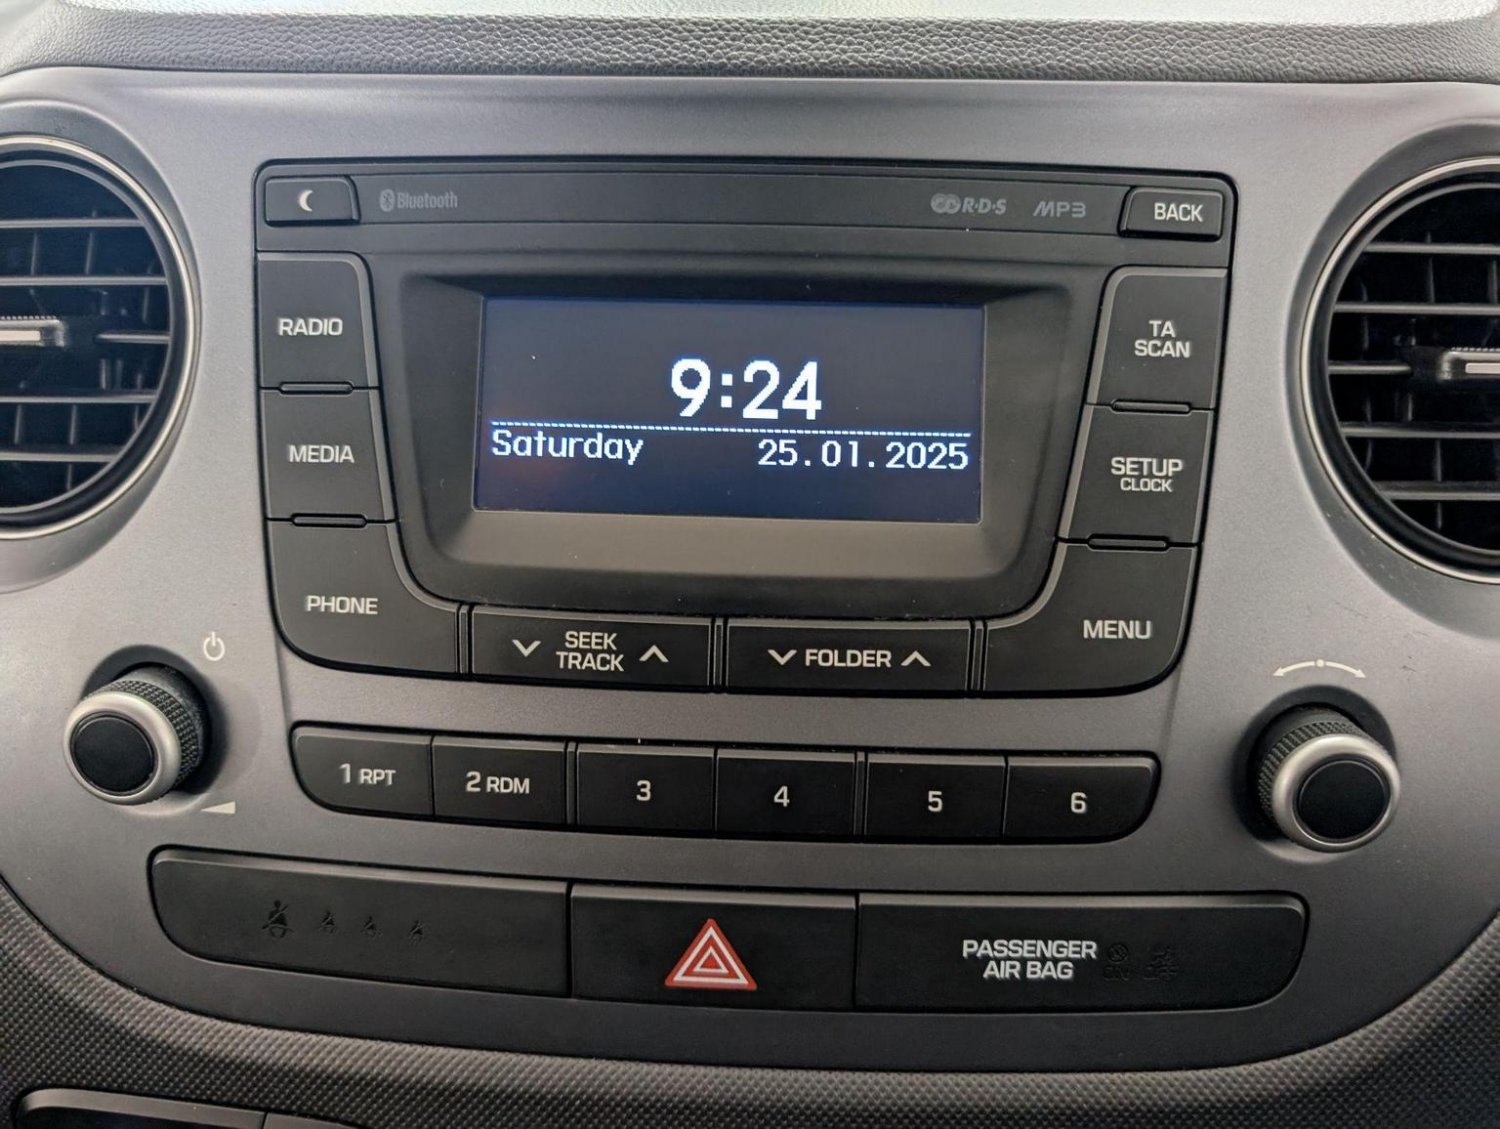 Bluetooth
R·D·S
MP3
BACK
RADIO
TA
SCAN
9:24
Saturday
25.01.2025
MEDIA
SETUP
CLOCK
PHONE
SEEK
TRACK
FOLDER
MENU
1 RPT
2 RDM
3
4
5
6
PASSENGER
AIR BAG